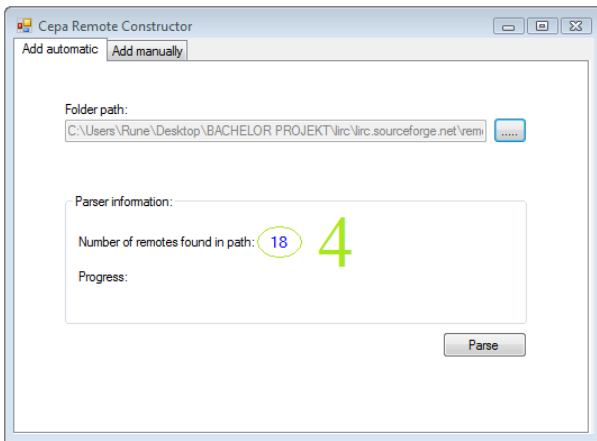 Cepa Remote Constructor
Add automatic Add manually
Folder path:
C:\Users\Rune\Desktop\BACHELOR PROJEKT\lirc\lirc.sourceforge.net\rem
.....
Parser information:
Number of remotes found in path: 18 4
Progress:
Parse